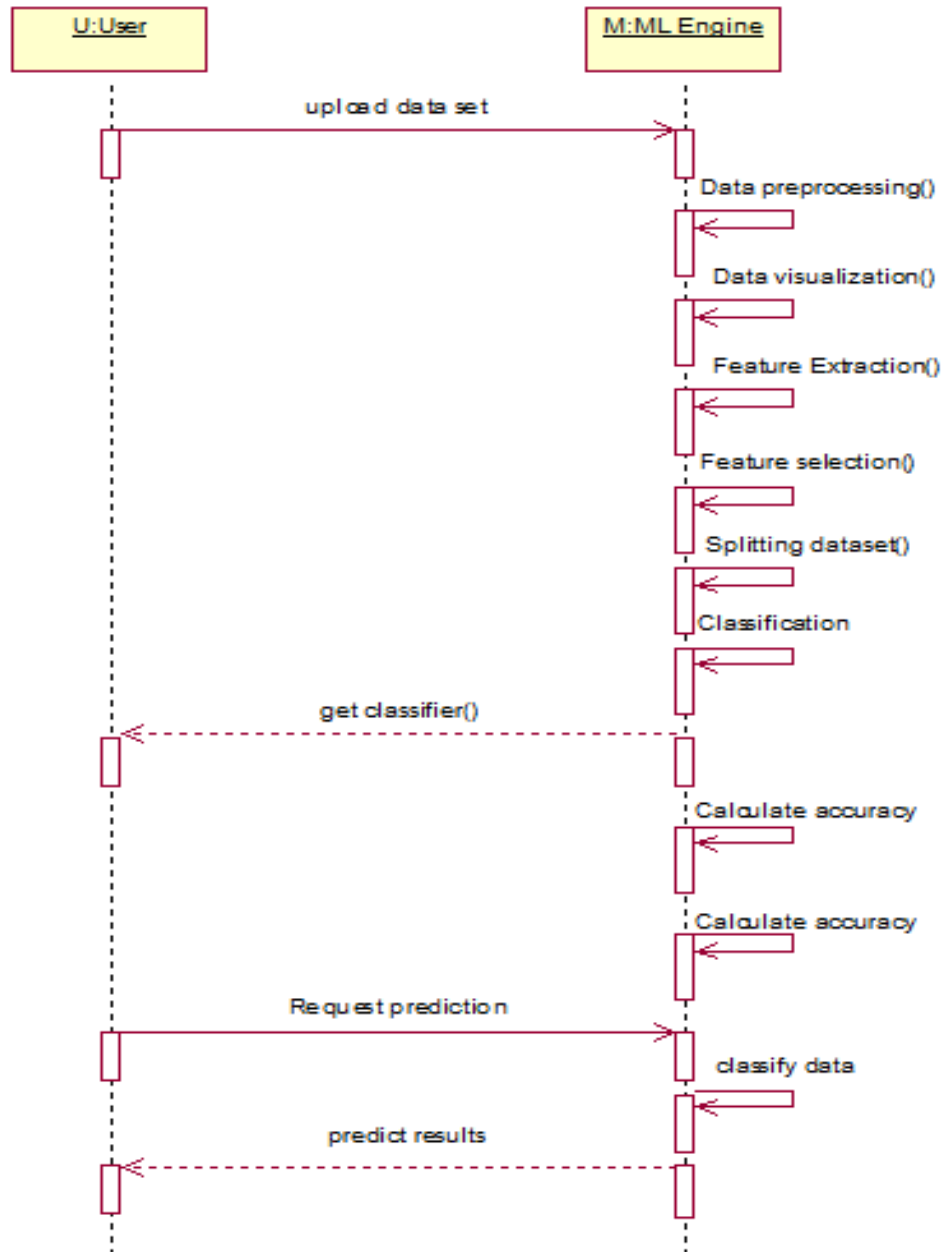 U:User
M:ML Engine
upload data set
Data preprocessing()
Data visualization()
Feature Extraction()
Feature selection()
Splitting dataset()
Classification
get classifier()
Calculate accuracy
Calculate accuracy
Request prediction
classify data
predict results